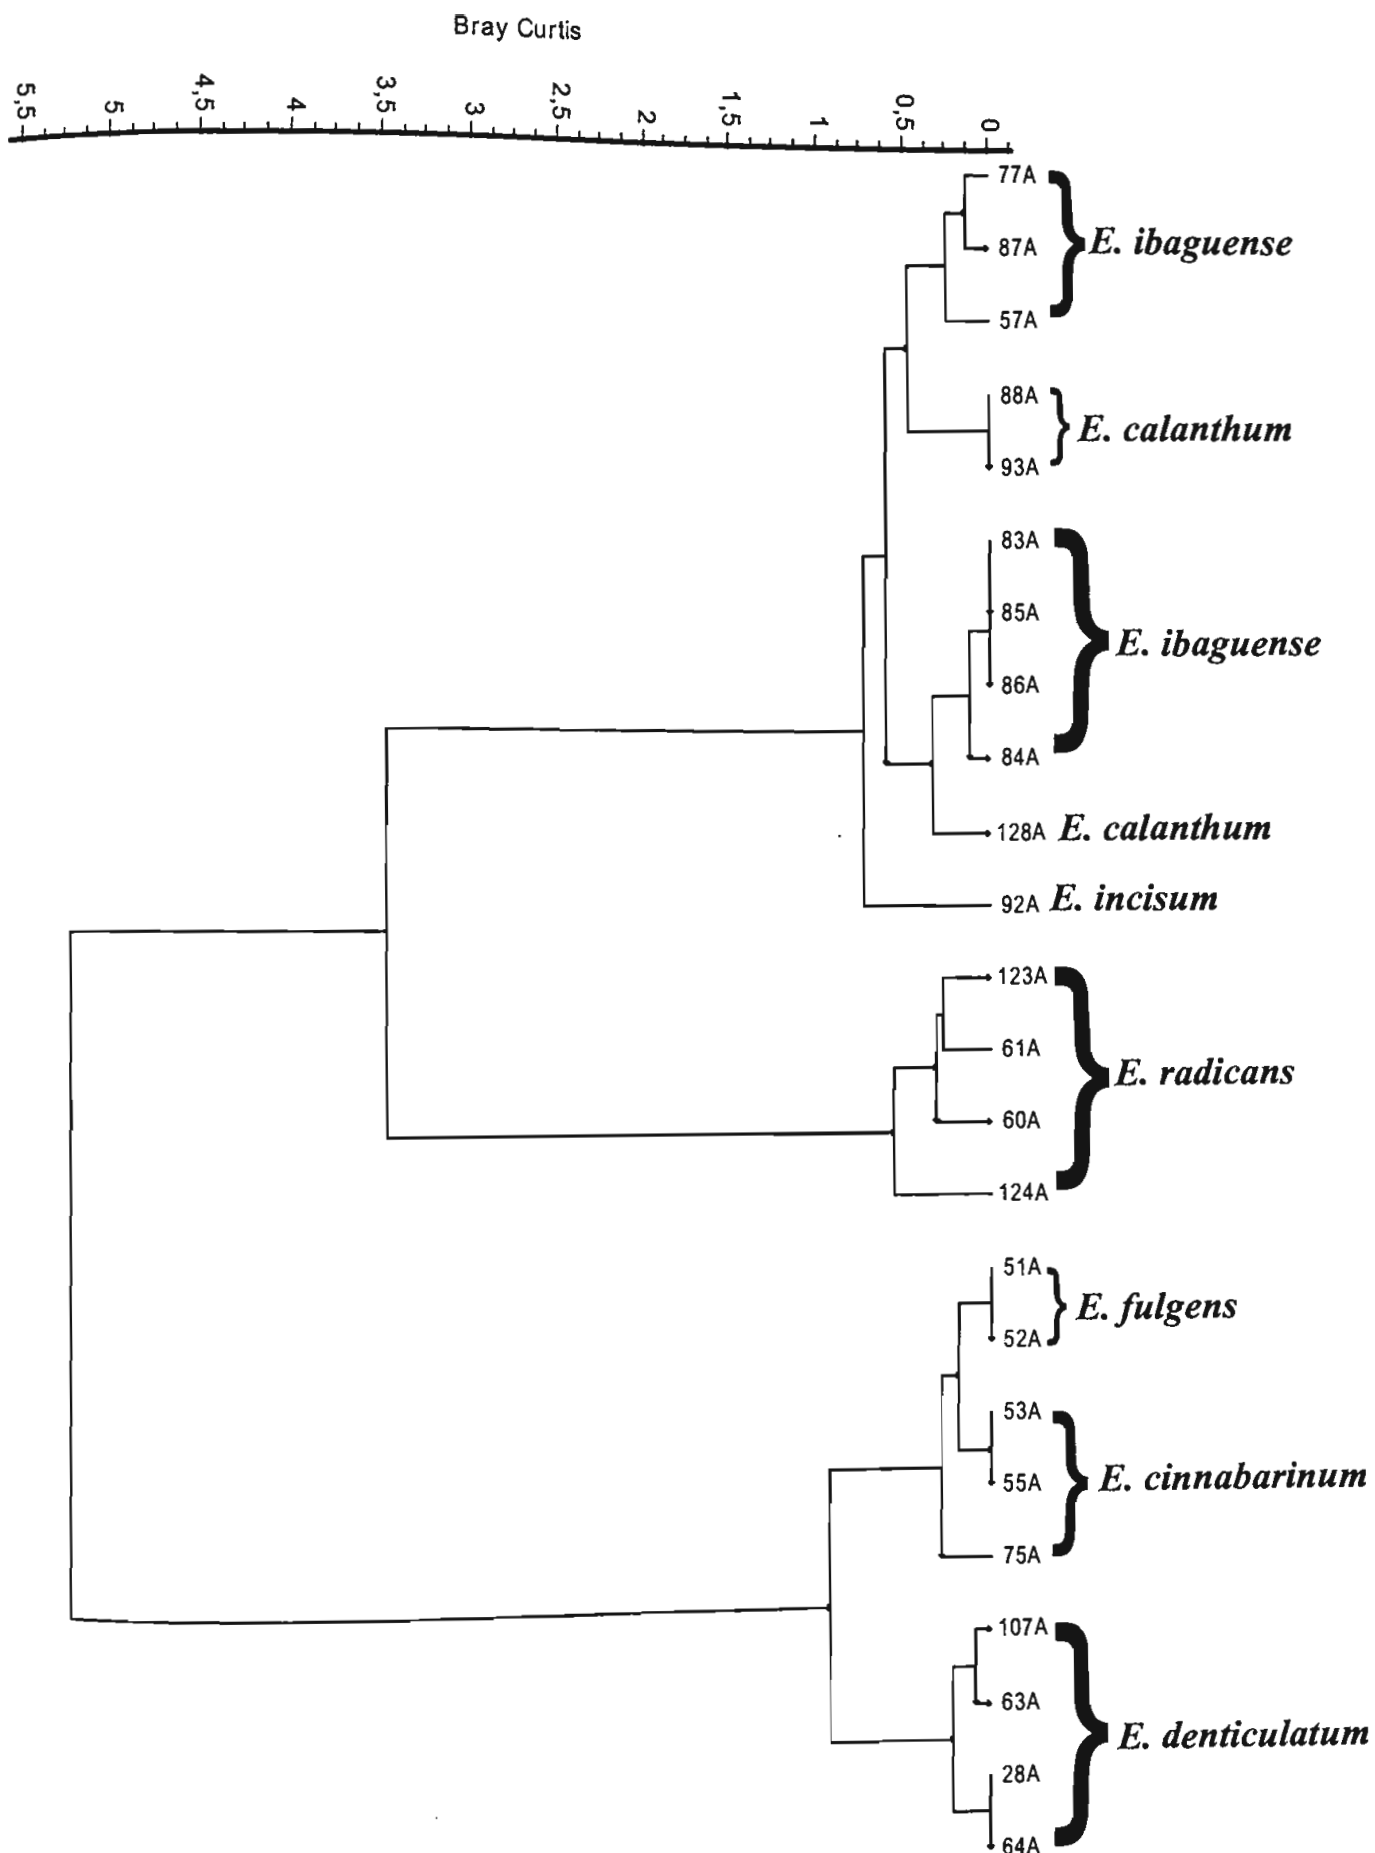 Bray Curtis
5,5 5 4,5 4 3,5 3 2,5 2 1,5 1 0,5 0
77A
87A E. ibaguense
57A
88A
E. calanthum
93A
83A
85A
E. ibaguense
86A
84A
128A E. calanthum
92A E. incisum
123A
61A
E. radicans
60A
124A
51A
E. fulgens
52A
53A
E. cinnabarinum
55A
75A
107A
63A
E. denticulatum
28A
64A